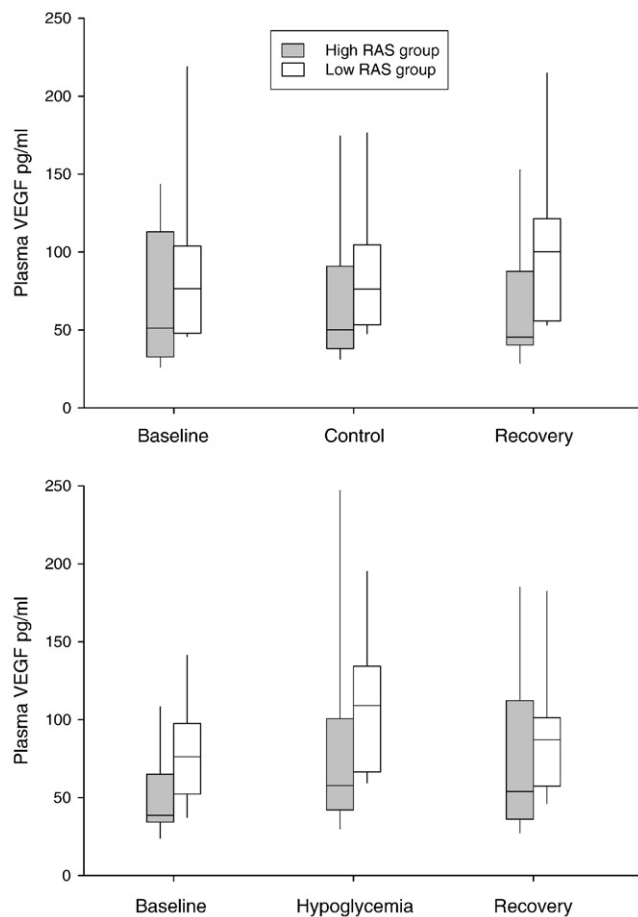 250
High RAS group
Low RAS group
200
150
100
50
0
Plasma VEGF pg/ml
Baseline Control Recovery
250
200
150
100
50
0
Plasma VEGF pg/ml
Baseline Hypoglycemia Recovery